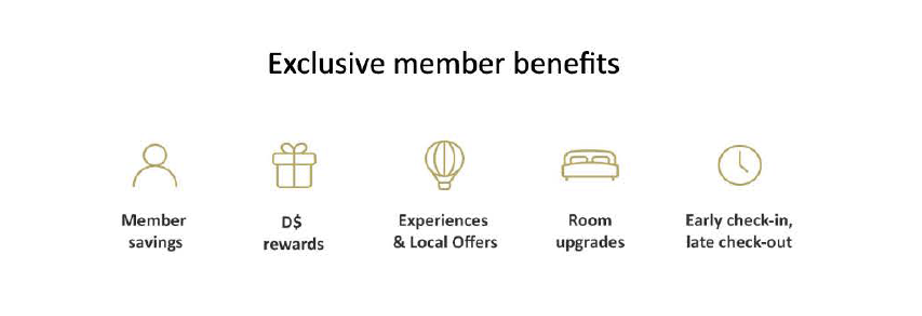 Exclusive member benefits
Member
savings
D$
rewards
Experiences
& Local Offers
Room
upgrades
Early check-in,
late check-out